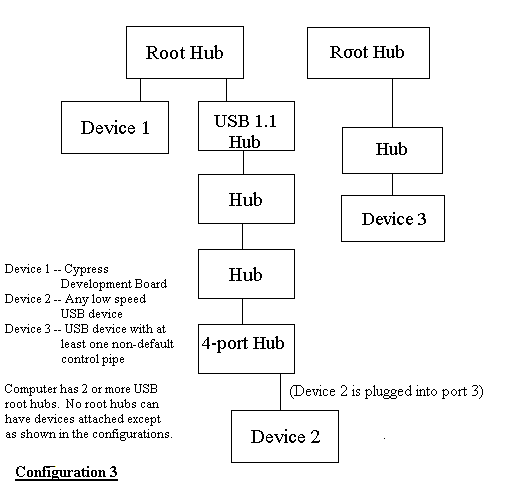 Root Hub
Root Hub
Device 1
USB 1.1
Hub
Hub
Hub
Device 3
Hub
Device 1 -- Cypress
Development Board
Device 2 -- Any low speed
USB device
Device 3 -- USB device with at
least one non-default
control pipe
4-port Hub
Computer has 2 or more USB
root hubs. No root hubs can
have devices attached except
as shown in the configurations.
(Device 2 is plugged into port 3)
Device 2
Configuration 3